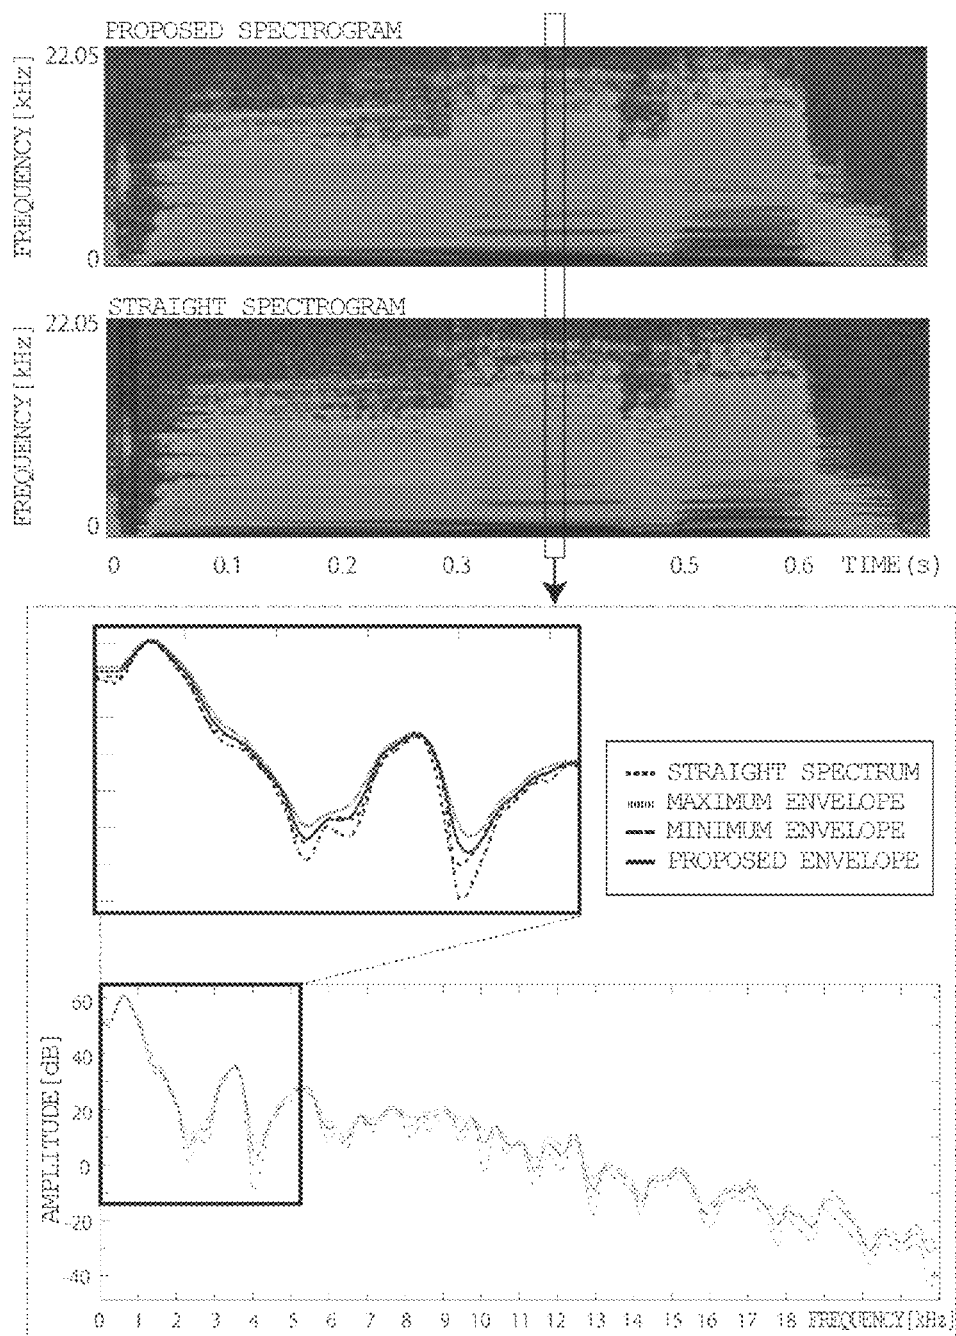 PROPOSED SPECTROGRAM
22.05
FREQUENCY [kHz]
0
STRAIGHT SPECTROGRAM
22.05
FREQUENCY [kHz]
0
0 0.1 0.2 0.3 0.5 0.6 TIME (s)
STRAIGHT SPECTRUM
MAXIMUM ENVELOPE
MINIMUM ENVELOPE
PROPOSED ENVELOPE
AMPLITUDE [dB]
60
40
20
0
-20
-40
0 1 2 3 4 5 6 7 8 9 10 11 12 13 14 15 16 17 18 FREQUENCY [kHz]